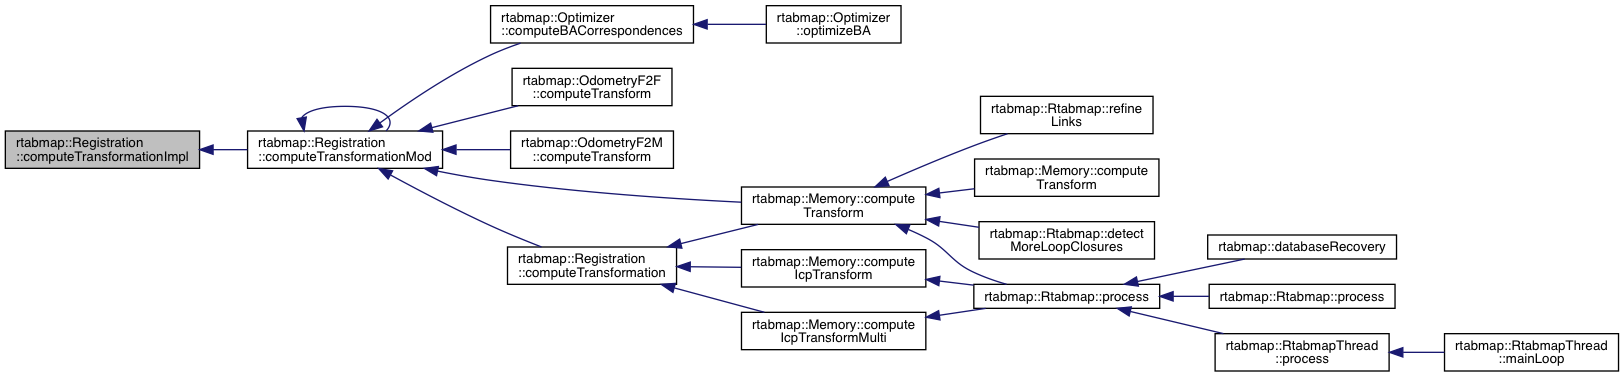 rtabmap::Registration
::computeTransformationImpl
rtabmap::Registration
::computeTransformationMod
rtabmap::Optimizer
::computeBACorrespondences
rtabmap::Optimizer
::optimizeBA
rtabmap::OdometryF2F
::computeTransform
rtabmap::OdometryF2M
::computeTransform
rtabmap::Memory::compute
Transform
rtabmap::Rtabmap::refine
Links
rtabmap::Memory::compute
Transform
rtabmap::Rtabmap::detect
MoreLoopClosures
rtabmap::Registration
::computeTransformation
rtabmap::Memory::compute
IcpTransform
rtabmap::Memory::compute
IcpTransformMulti
rtabmap::Rtabmap::process
rtabmap::databaseRecovery
rtabmap::Rtabmap::process
rtabmap::RtabmapThread
::process
rtabmap::RtabmapThread
::mainLoop